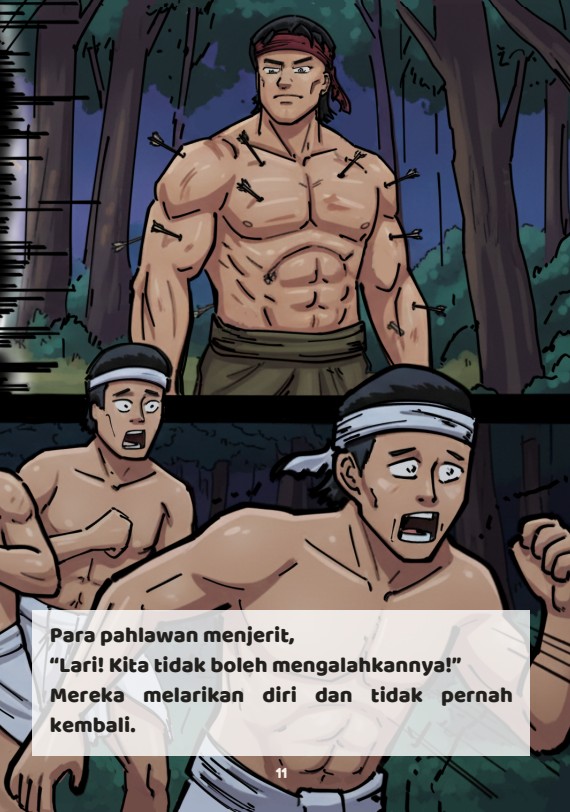 Para pahlawan menjerit,
“Lari! Kita tidak boleh mengalahkannya!”
Mereka melarikan diri dan tidak pernah
kembali.
11